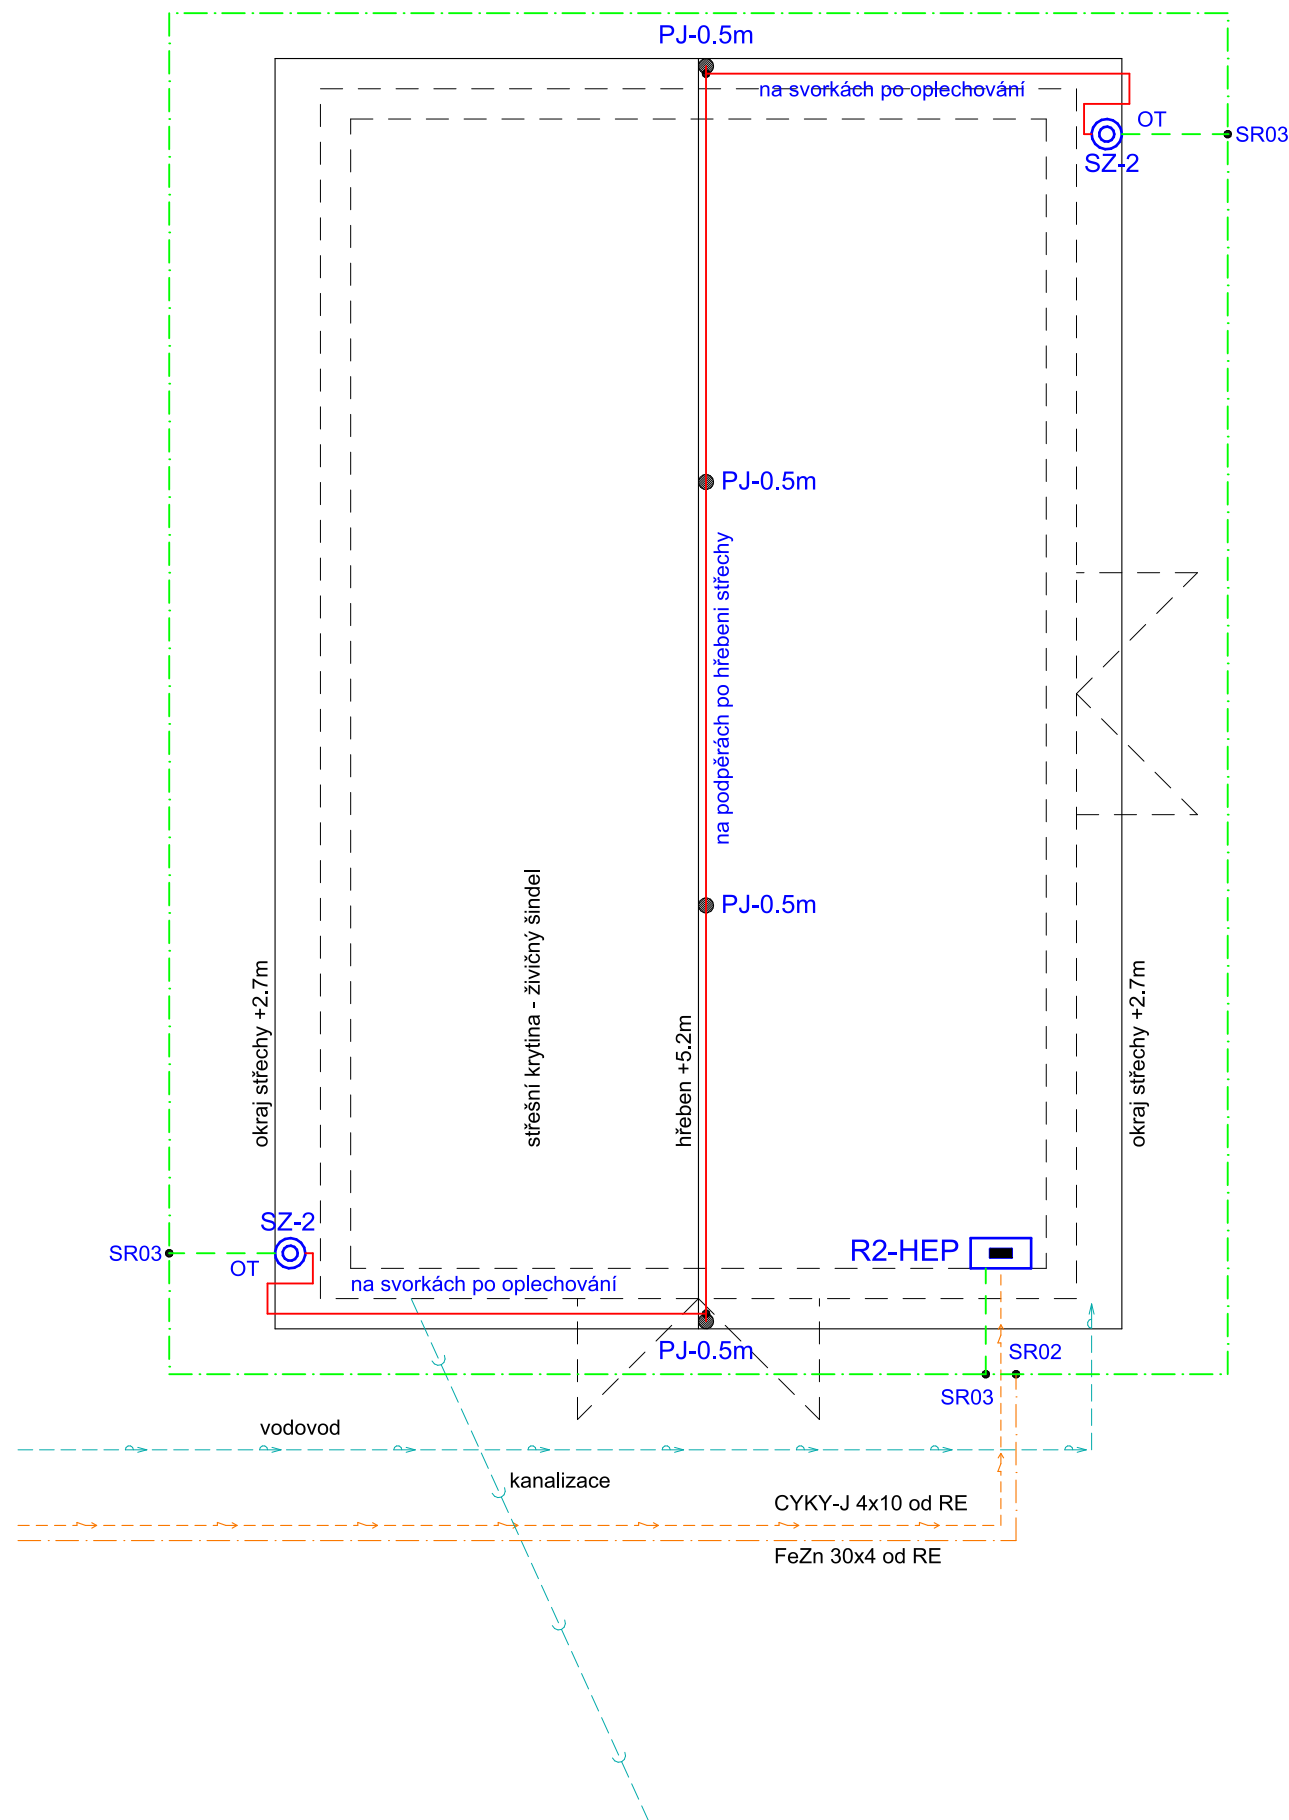 PJ-0.5m
na svorkách po oplechování
OT
SR03
SZ-2
PJ-0.5m
na podpěrách po hřebeni střechy
PJ-0.5m
střešní krytina - živičný šindel
okraj střechy +2.7m
hřeben +5.2m
okraj střechy +2.7m
SZ-2
SR03
OT
R2-HEP
na svorkách po oplechování
PJ-0.5m
SR02
SR03
vodovod
kanalizace
CYKY-J 4x10 od RE
FeZn 30x4 od RE